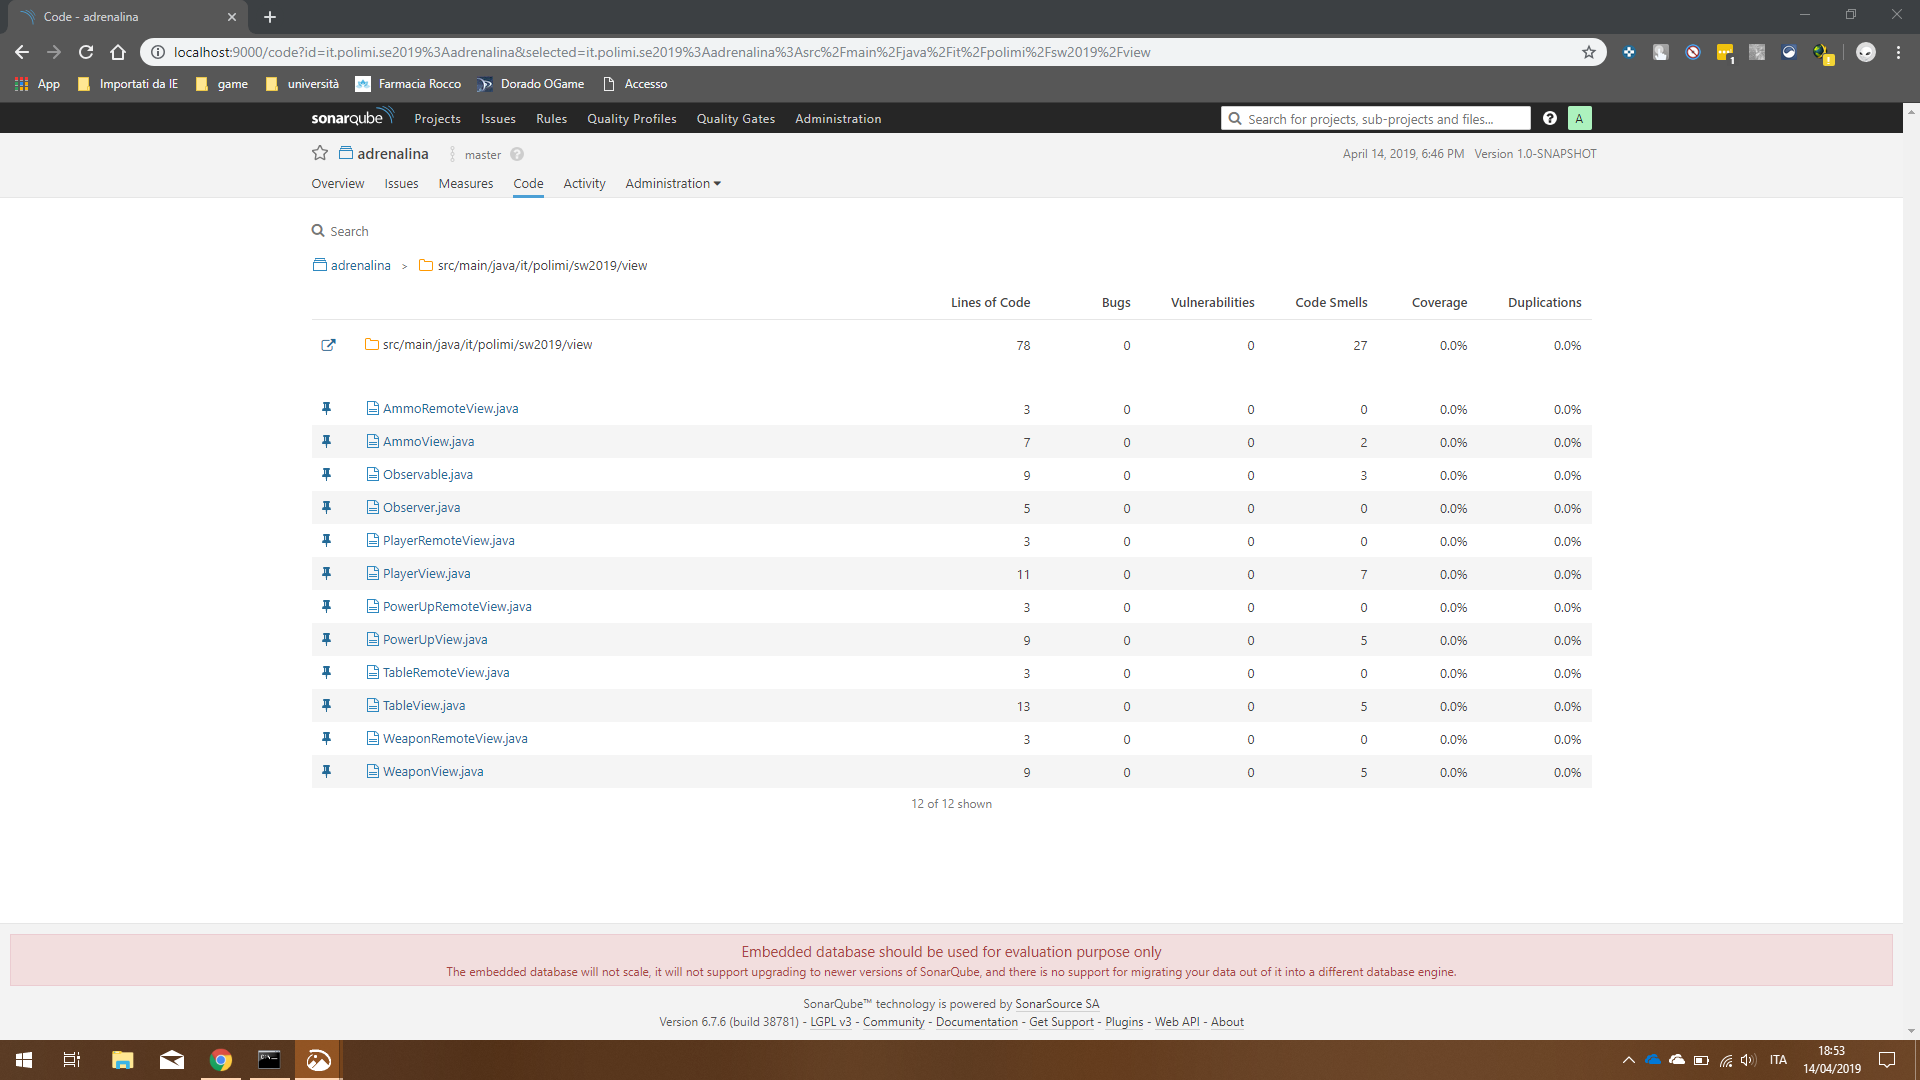 Code - adrenalina
localhost:9000/code?id=it.polimi.se2019%3Aadrenalina&selected=it.polimi.se2019%3Aadrenalina%3Asrc%2Fmain%2Fjava%2Fit%2Fpolimi%2Fsw2019%2Fview
1
App Importati da IE game università Farmacia Rocco Dorado OGame Accesso
sonarqube Projects Issues Rules Quality Profiles Quality Gates Administration Search for projects, sub-projects and files... ? A
adrenalina master ? April 14, 2019, 6:46 PM Version 1.0-SNAPSHOT
Overview Issues Measures Code Activity Administration
Search
adrenalina > src/main/java/it/polimi/sw2019/view
Lines of Code Bugs Vulnerabilities Code Smells Coverage Duplications
src/main/java/it/polimi/sw2019/view 78 0 0 27 0.0% 0.0%
AmmoRemoteView.java 3 0 0 0 0.0% 0.0%
AmmoView.java 7 0 0 2 0.0% 0.0%
Observable.java 9 0 0 3 0.0% 0.0%
Observer.java 5 0 0 0 0.0% 0.0%
PlayerRemoteView.java 3 0 0 0 0.0% 0.0%
PlayerView.java 11 0 0 7 0.0% 0.0%
PowerUpRemoteView.java 3 0 0 0 0.0% 0.0%
PowerUpView.java 9 0 0 5 0.0% 0.0%
TableRemoteView.java 3 0 0 0 0.0% 0.0%
TableView.java 13 0 0 5 0.0% 0.0%
WeaponRemoteView.java 3 0 0 0 0.0% 0.0%
WeaponView.java 9 0 0 5 0.0% 0.0%
12 of 12 shown
Embedded database should be used for evaluation purpose only
The embedded database will not scale, it will not support upgrading to newer versions of SonarQube, and there is no support for migrating your data out of it into a different database engine.
SonarQube™ technology is powered by SonarSource SA
Version 6.7.6 (build 38781) - LGPL v3 - Community - Documentation - Get Support - Plugins - Web API - About
ITA
18:53
14/04/2019